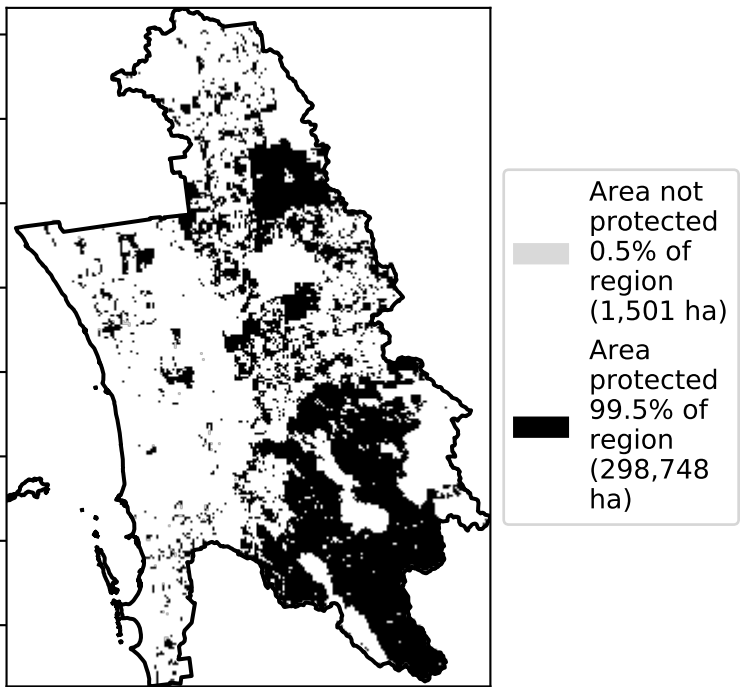 Area not
protected
0.5% of
region
(1,501 ha)
Area
protected
99.5% of
region
(298,748
ha)